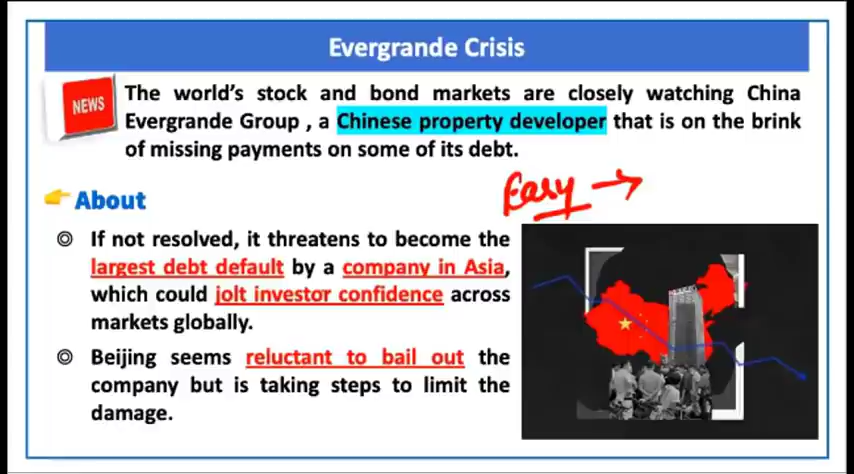 Evergrande Crisis
NEWS
The world's stock and bond markets are closely watching China
Evergrande Group , a Chinese property developer that is on the brink
of missing payments on some of its debt.
Easy →
About
◎ If not resolved, it threatens to become the
largest debt default by a company in Asia,
which could jolt investor confidence across
markets globally.
◎ Beijing seems reluctant to bail out the
company but is taking steps to limit the
damage.